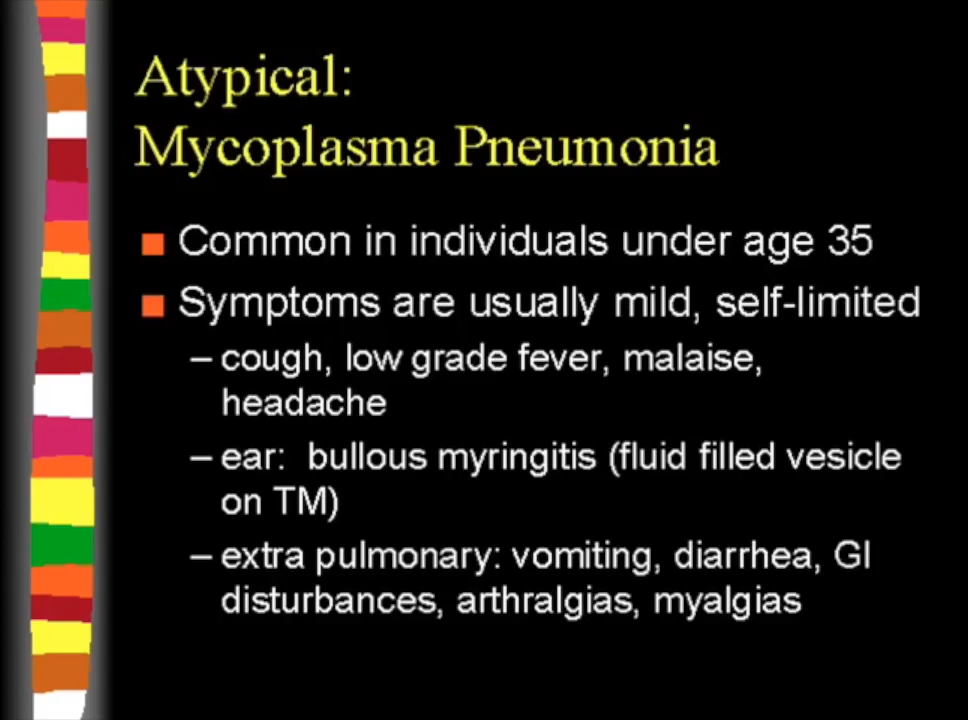 Atypical:
Mycoplasma Pneumonia
Common in individuals under age 35
Symptoms are usually mild, self-limited
– cough, low grade fever, malaise,
headache
– ear:  bullous myringitis (fluid filled vesicle
on TM)
– extra pulmonary: vomiting, diarrhea, GI
disturbances, arthralgias, myalgias